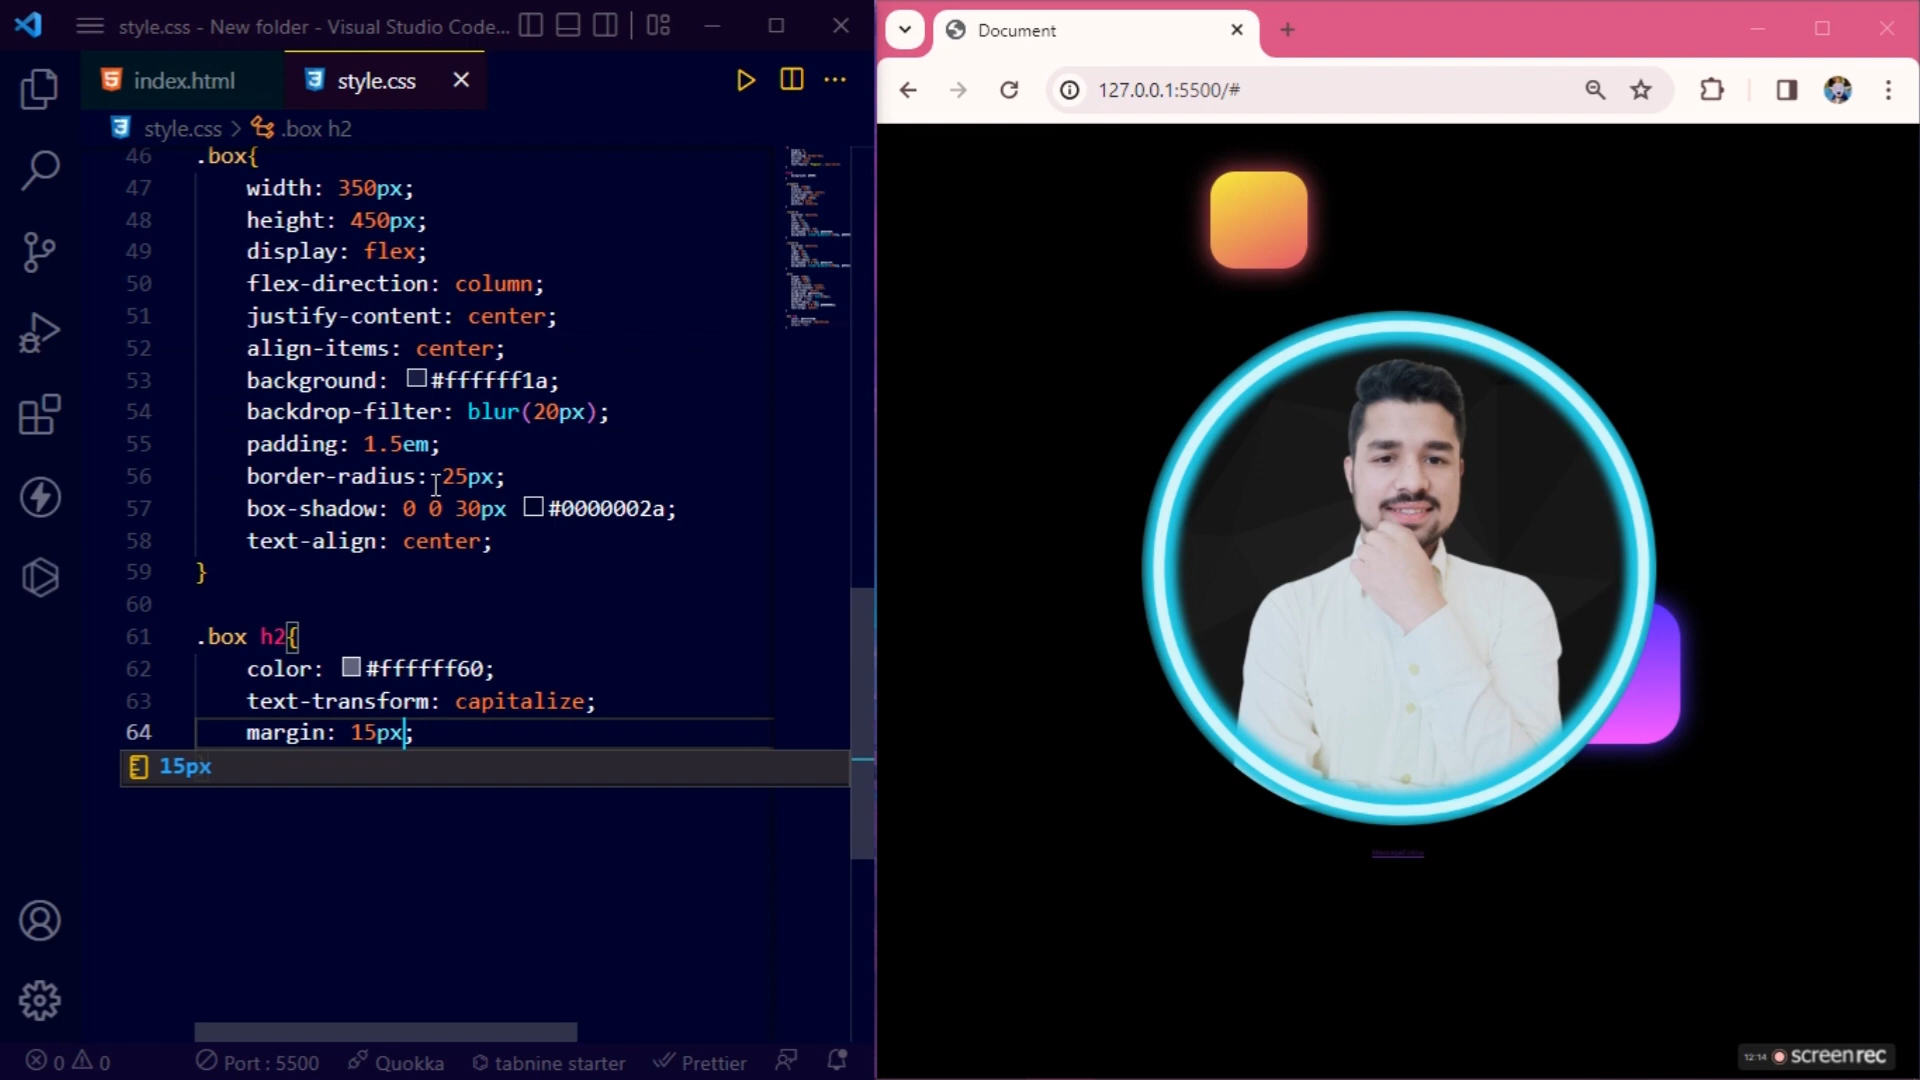 style.css - New folder - Visual Studio Code...
index.html
style.css
style.css > .box h2
46 .box{
47 width: 350px;
48 height: 450px;
49 display: flex;
50 flex-direction: column;
51 justify-content: center;
52 align-items: center;
53 background: #ffffff1a;
54 backdrop-filter: blur(20px);
55 padding: 1.5em;
56 border-radius: 25px;
57 box-shadow: 0 0 30px #0000002a;
58 text-align: center;
59 }
60
61 .box h2{
62 color: #ffffff60;
63 text-transform: capitalize;
64 margin: 15px;
15px
0 0 Port : 5500 Quokka tabnine starter Prettier
Document
127.0.0.1:5500/#
12:14 screenrec